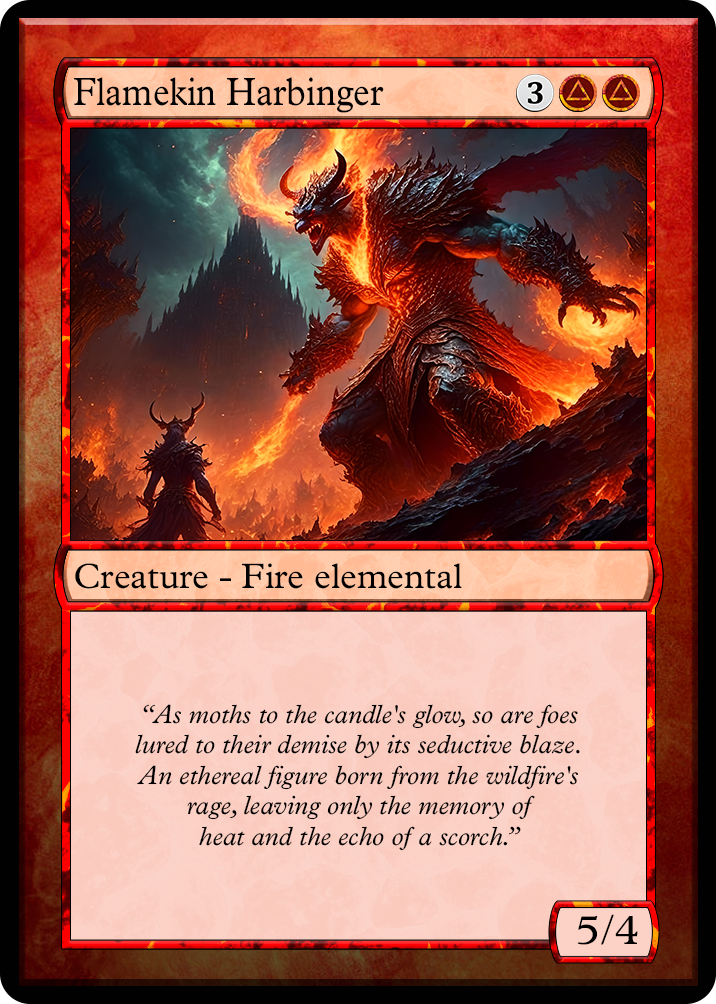 Flamekin Harbinger 3
Creature - Fire elemental
“As moths to the candle's glow, so are foes
lured to their demise by its seductive blaze.
An ethereal figure born from the wildfire's
rage, leaving only the memory of
heat and the echo of a scorch.”
5/4